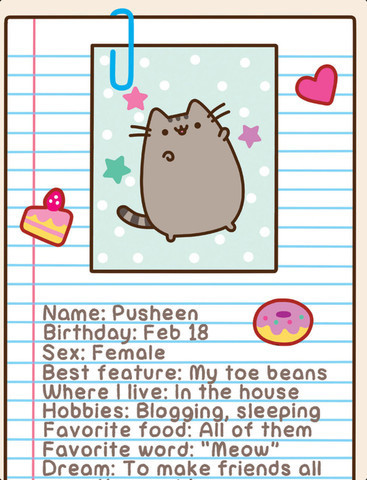 Name: Pusheen
Birthday: Feb 18
Sex: Female
Best feature: My toe beans
Where I live: In the house
Hobbies: Blogging, sleeping
Favorite food: All of them
Favorite word: "Meow"
Dream: To make friends all